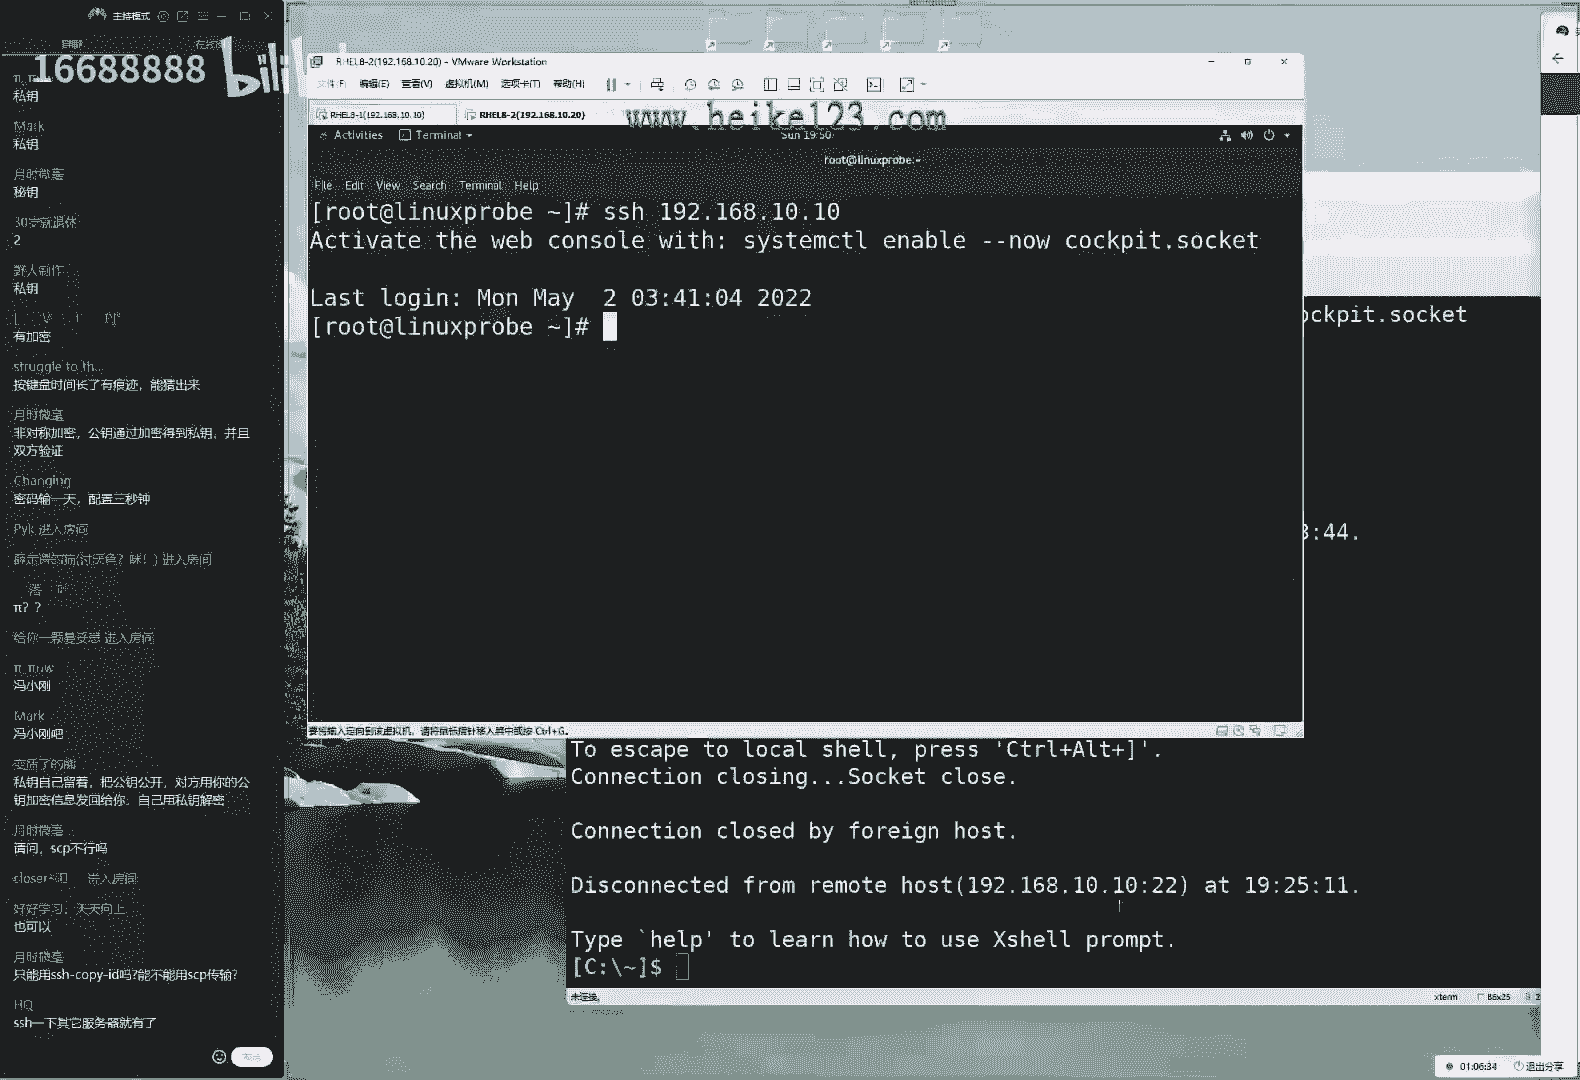 主持模式
16688888
私钥
Mark
私钥
月时微毫
秘钥
30岁就退休
2
野人制作
私钥
有加密
struggle to th...
按键盘时间长了有痕迹，能猜出来
月时微毫
非对称加密，公钥通过加密得到私钥，并且
双方验证
Changing
密码输一天，配置三秒钟
Pyk 进入房间
进入房间
π? ?
给你一颗蔓妥思 进入房间
冯小刚
Mark
冯小刚吧
变质了的熊
私钥自己留着，把公钥公开，对方用你的公
钥加密信息发回给你，自己用私钥解密
月时微毫
请问，scp不行吗
进入房间
好好学习，天天向上
也可以
月时微毫
只能用ssh-copy-id吗?能不能用scp传输?
HQ
ssh一下其它服务器就有了
RHEL8-2(192.168.10.20) - VMware Workstation
文件(F) 编辑(E) 查看(V) 虚拟机(M) 选项卡(T) 帮助(H)
RHEL8-1(192.168.10.10)
RHEL8-2(192.168.10.20)
www.heike123.com
Activities Terminal
Sun 19:50
root@linuxprobe:~
File Edit View Search Terminal Help
[root@linuxprobe ~]# ssh 192.168.10.10
Activate the web console with: systemctl enable --now cockpit.socket
Last login: Mon May  2 03:41:04 2022
[root@linuxprobe ~]#
要将输入定向到该虚拟机，请将鼠标指针移入其中或按 Ctrl+G。
ockpit.socket
3:44.
To escape to local shell, press 'Ctrl+Alt+]'.
Connection closing...Socket close.
Connection closed by foreign host.
Disconnected from remote host(192.168.10.10:22) at 19:25:11.
Type `help' to learn how to use Xshell prompt.
[C:\~]$
未连接。
xterm
86x25
01:06:34
退出分享